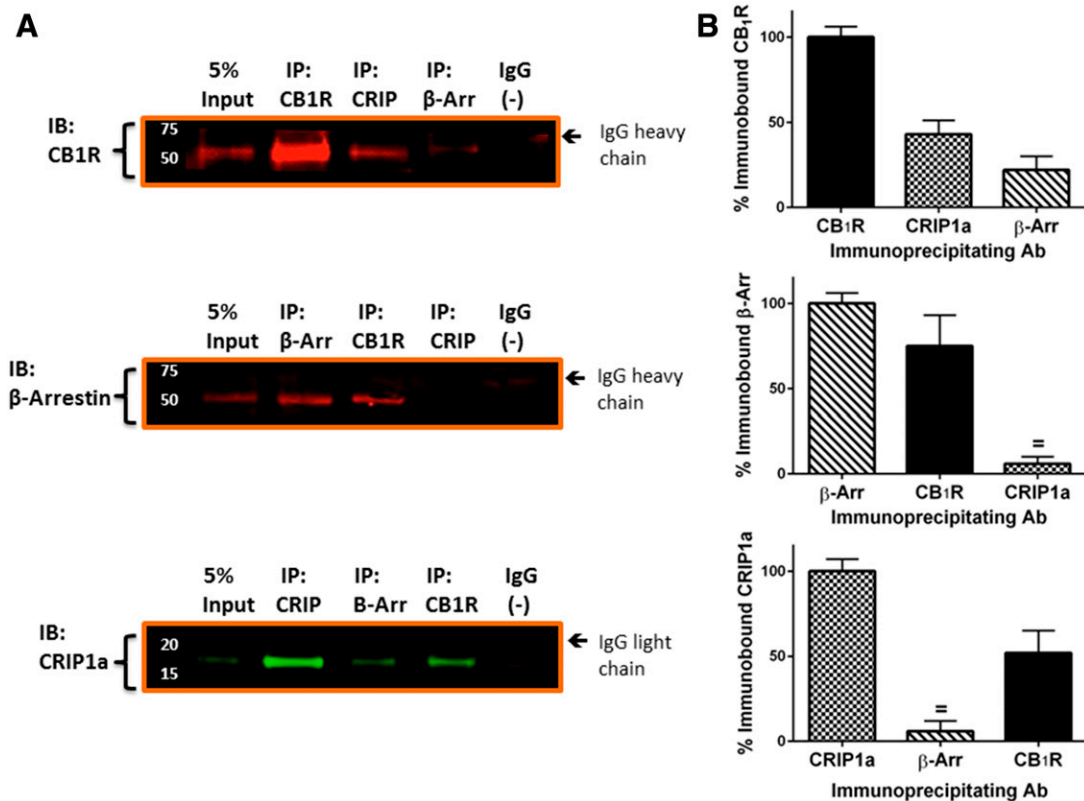 A
5% IP: IP: IP: IgG
Input CB1R CRIP β-Arr (-)
IB:
CB1R
75
50
IgG heavy
chain
5% IP: IP: IP: IgG
Input β-Arr CB1R CRIP (-)
IB:
β-Arrestin
75
50
IgG heavy
chain
5% IP: IP: IP: IgG
Input CRIP B-Arr CB1R (-)
IB:
CRIP1a
20
15
IgG light
chain
B
% Immunobound CB₁R
100
50
0
CB₁R CRIP1a β-Arr
Immunoprecipitating Ab
% Immunobound β-Arr
100
50
0
=
β-Arr CB₁R CRIP1a
Immunoprecipitating Ab
% Immunobound CRIP1a
100
50
0
=
CRIP1a β-Arr CB₁R
Immunoprecipitating Ab